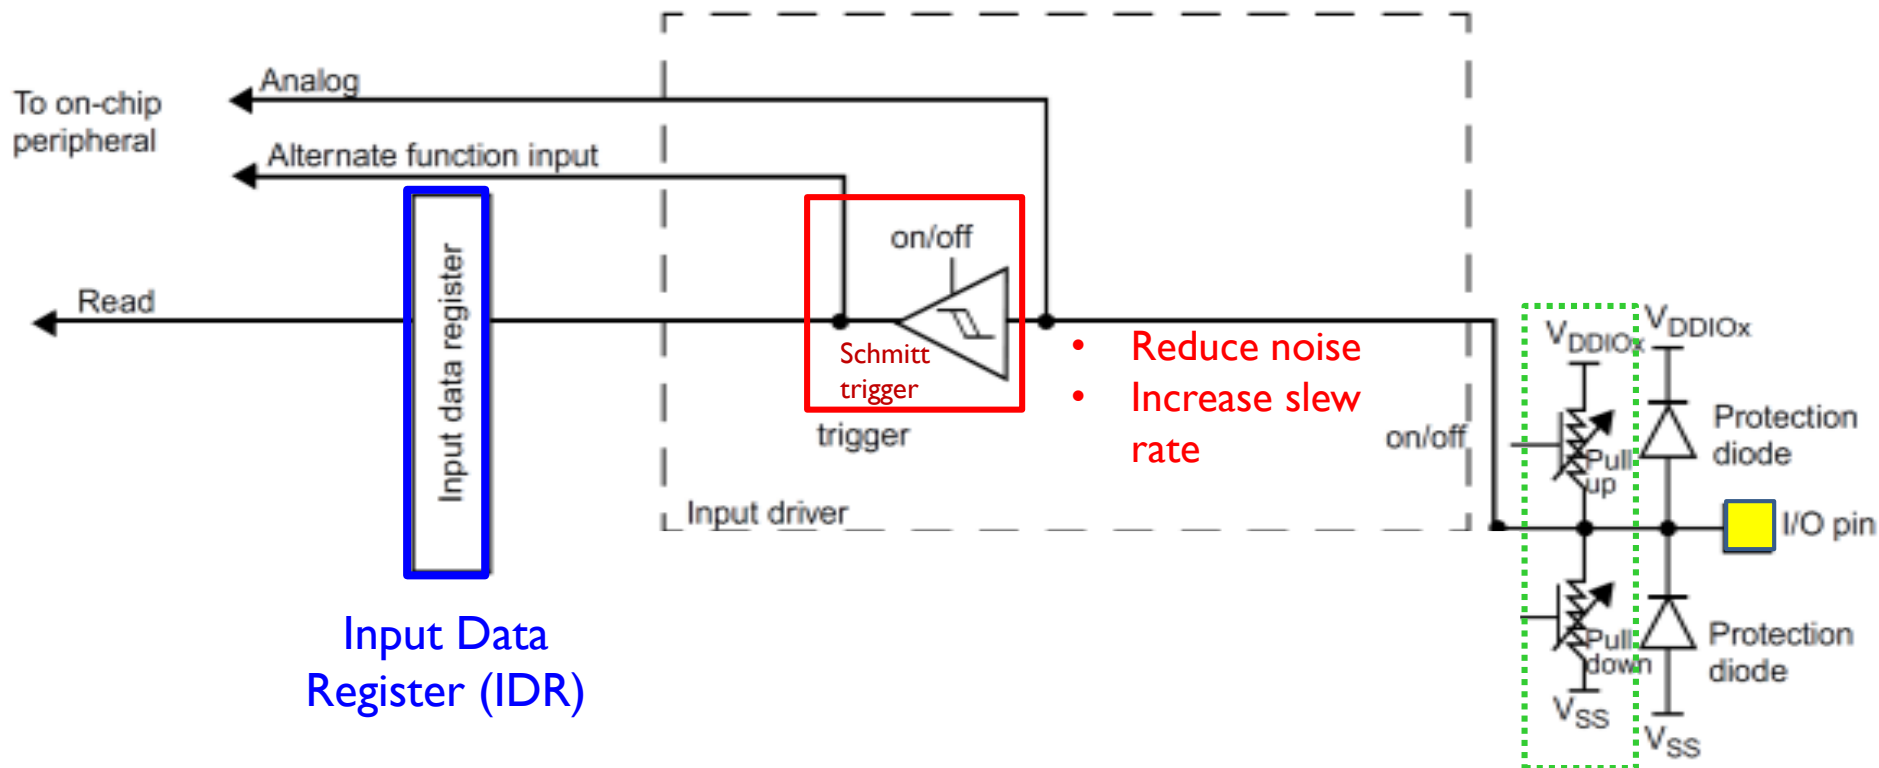 To on-chip
peripheral
Analog
Alternate function input
Read
Input data register
Input Data
Register (IDR)
on/off
Schmitt
trigger
trigger
• Reduce noise
• Increase slew
rate
on/off
Input driver
VDDIOx
VDDIOx
Pull
up
Protection
diode
I/O pin
Pull
down
Protection
diode
VSS
VSS